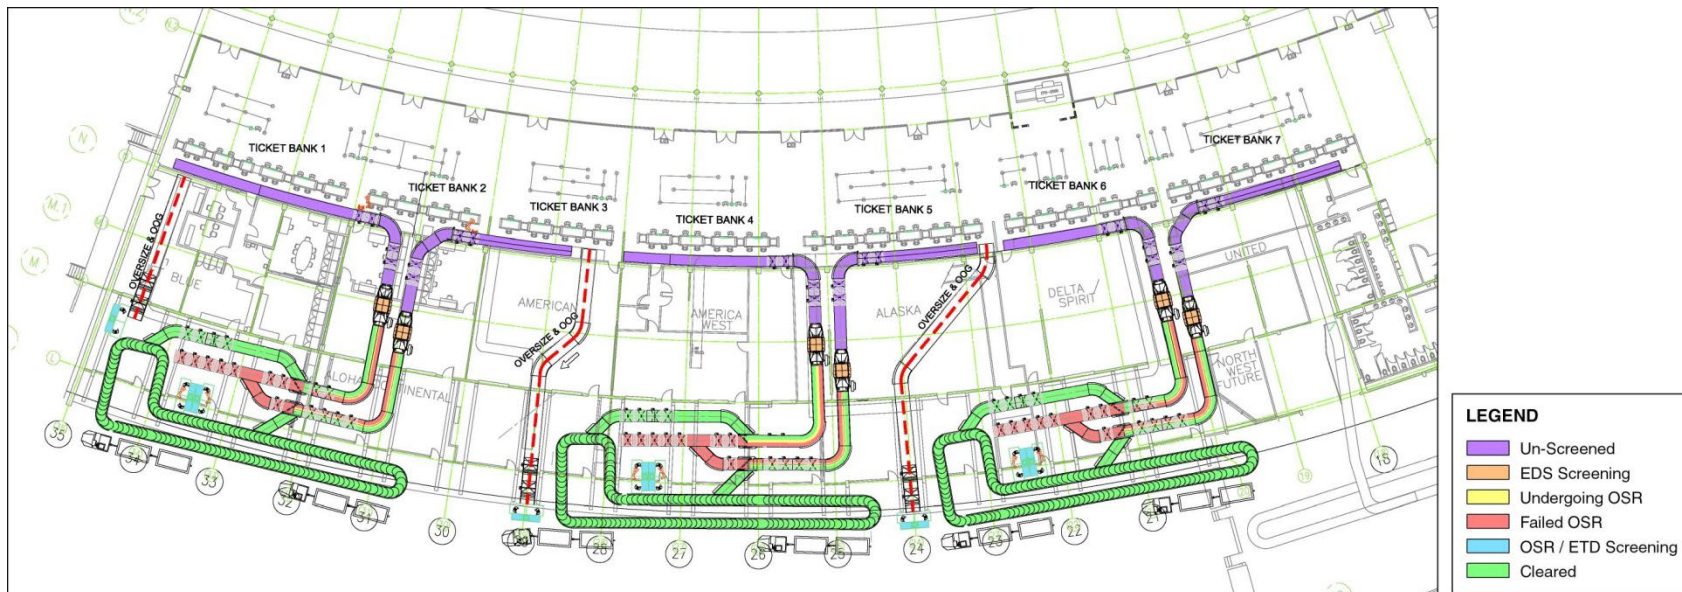 N.2
N
TICKET BANK 1
TICKET BANK 2
TICKET BANK 3
TICKET BANK 4
TICKET BANK 5
TICKET BANK 6
TICKET BANK 7
M.1
M
L
OVERSIZE & OOG
BLUE
AMERICAN
OVERSIZE & OOG
AMERICA
WEST
ALASKA
OVERSIZE & OOG
DELTA
SPIRIT
UNITED
NORTH
WEST
FUTURE
35
34
33
32
31
30
28
27
26
25
24
23
22
21
19
18
LEGEND
Un-Screened
EDS Screening
Undergoing OSR
Failed OSR
OSR / ETD Screening
Cleared